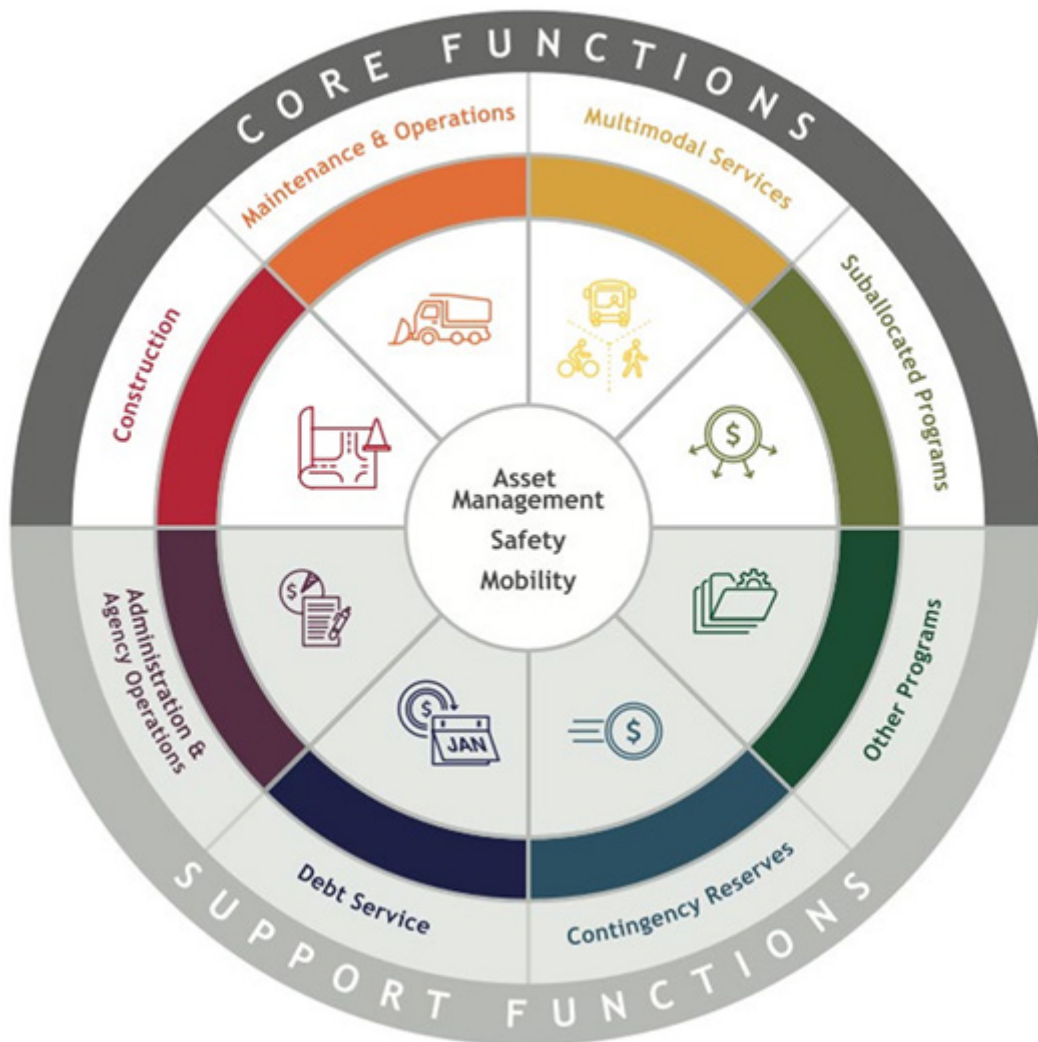 CORE FUNCTIONS
Maintenance & Operations
Multimodal Services
Construction
Suballocated Programs
$
Asset
Management
Safety
Mobility
$
Administration &
Agency Operations
Other Programs
$
JAN
$
Debt Service
Contingency Reserves
SUPPORT FUNCTIONS